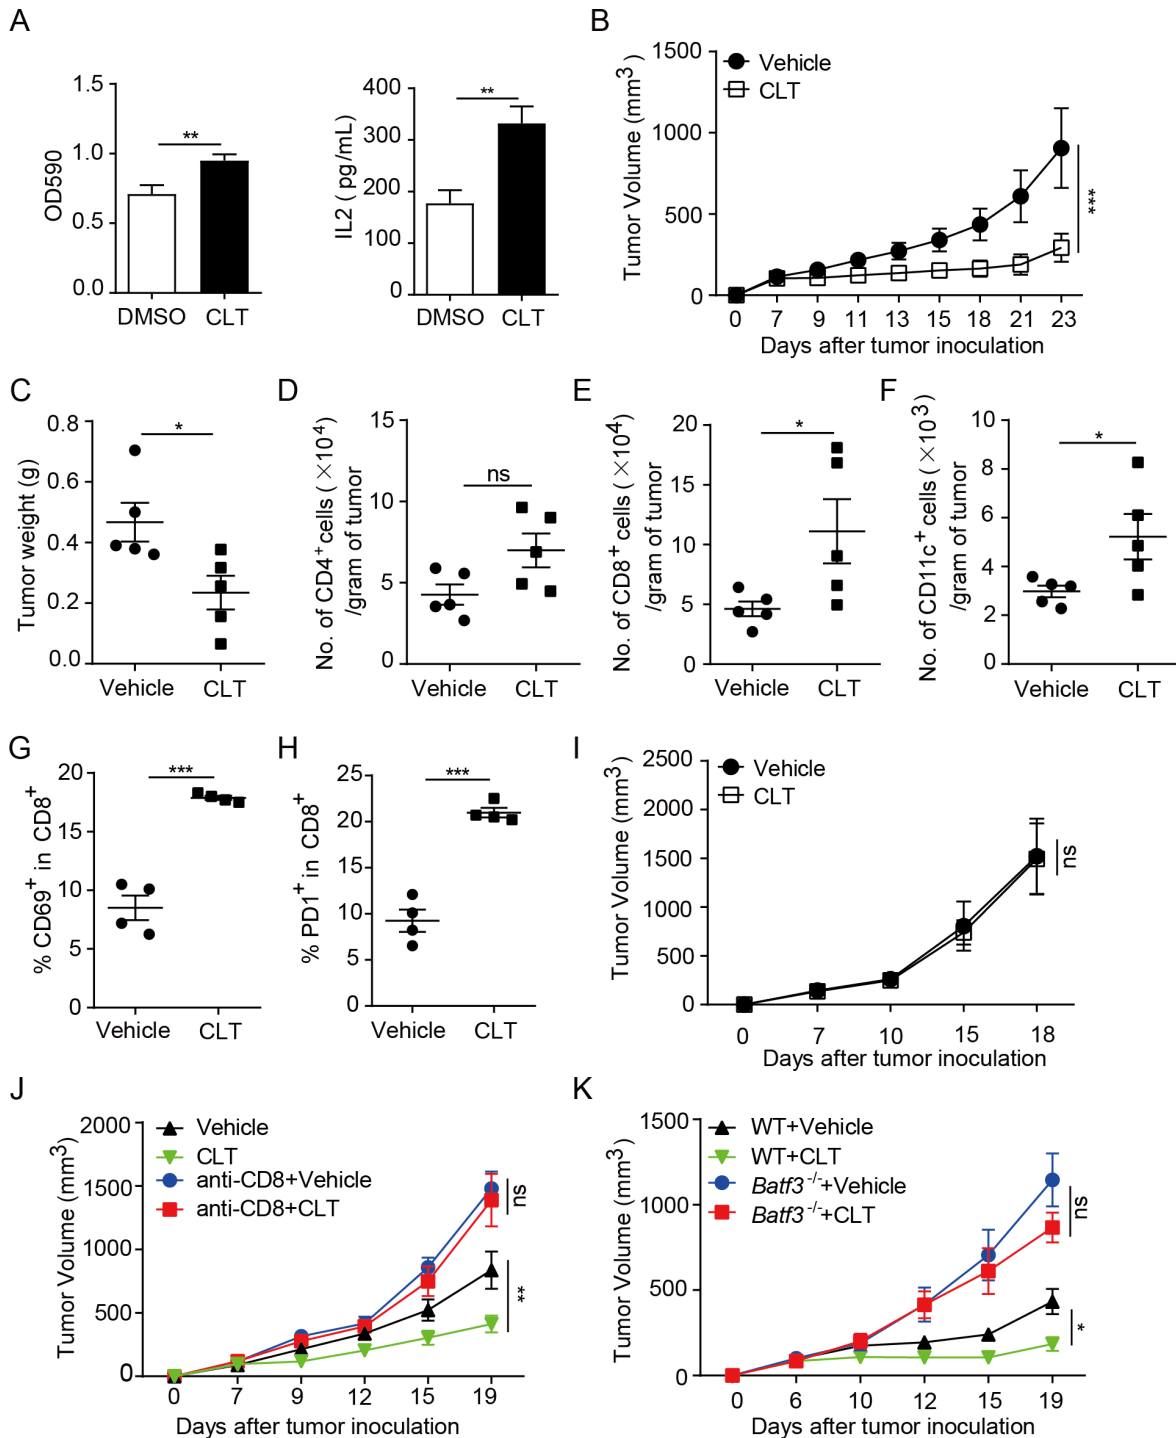 A
1.5
1.0
0.5
0.0
OD590
**
DMSO CLT
400
300
200
100
0
IL2 ( pg/mL)
**
DMSO CLT
B
1500
1000
500
0
Tumor Volume (mm³)
Vehicle
CLT
***
0 7 9 11 13 15 18 21 23
Days after tumor inoculation
C
0.8
0.6
0.4
0.2
0.0
Tumor weight (g)
*
Vehicle CLT
D
15
10
5
0
No. of CD4⁺ cells (×10⁴)
/gram of tumor
ns
Vehicle CLT
E
20
15
10
5
0
No. of CD8⁺ cells (×10⁴)
/gram of tumor
*
Vehicle CLT
F
10
8
6
4
2
0
No. of CD11c⁺ cells (×10³)
/gram of tumor
*
Vehicle CLT
G
20
10
5
0
% CD69⁺ in CD8⁺
***
Vehicle CLT
H
25
20
15
10
5
0
% PD1⁺ in CD8⁺
***
Vehicle CLT
I
2500
2000
1500
1000
500
0
Tumor Volume (mm³)
Vehicle
CLT
ns
0 7 10 15 18
Days after tumor inoculation
J
2000
1500
1000
500
0
Tumor Volume (mm³)
Vehicle
CLT
anti-CD8+Vehicle
anti-CD8+CLT
ns
**
0 7 9 12 15 19
Days after tumor inoculation
K
1500
1000
500
0
Tumor Volume (mm³)
WT+Vehicle
WT+CLT
Batf3⁻/⁻+Vehicle
Batf3⁻/⁻+CLT
ns
*
0 6 10 12 15 19
Days after tumor inoculation